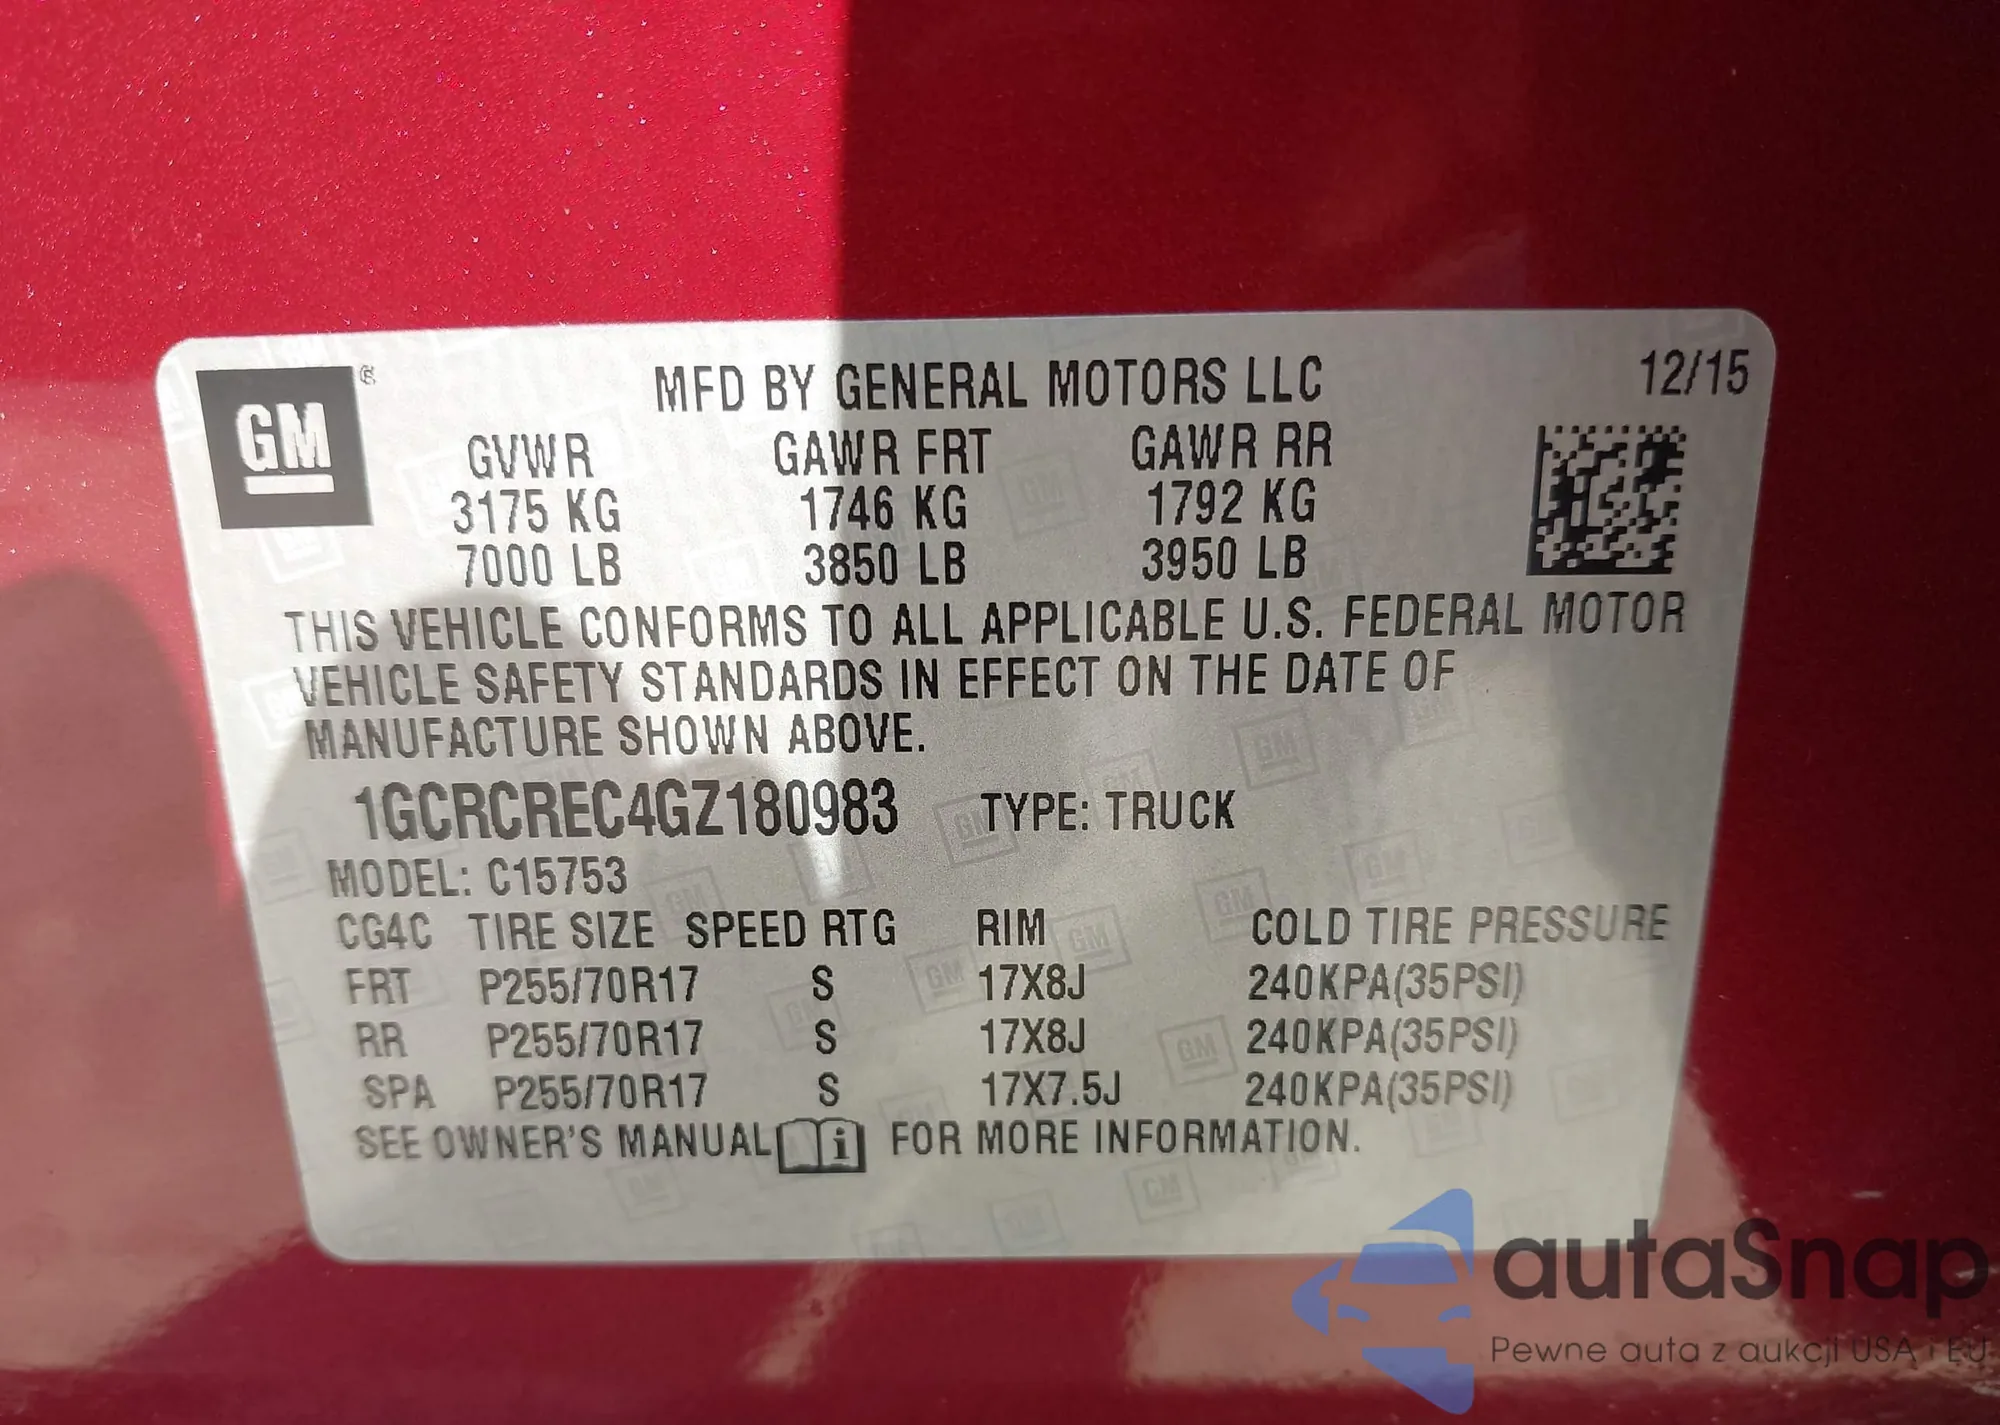 GM®
MFD BY GENERAL MOTORS LLC 12/15
GVWR GAWR FRT GAWR RR
3175 KG 1746 KG 1792 KG
7000 LB 3850 LB 3950 LB
THIS VEHICLE CONFORMS TO ALL APPLICABLE U.S. FEDERAL MOTOR
VEHICLE SAFETY STANDARDS IN EFFECT ON THE DATE OF
MANUFACTURE SHOWN ABOVE.
1GCRCREC4GZ180983 TYPE: TRUCK
MODEL: C15753
CG4C TIRE SIZE SPEED RTG RIM COLD TIRE PRESSURE
FRT P255/70R17 S 17X8J 240KPA(35PSI)
RR P255/70R17 S 17X8J 240KPA(35PSI)
SPA P255/70R17 S 17X7.5J 240KPA(35PSI)
SEE OWNER'S MANUAL i FOR MORE INFORMATION.
autaSnap
Pewne auta z aukcji USA i EU